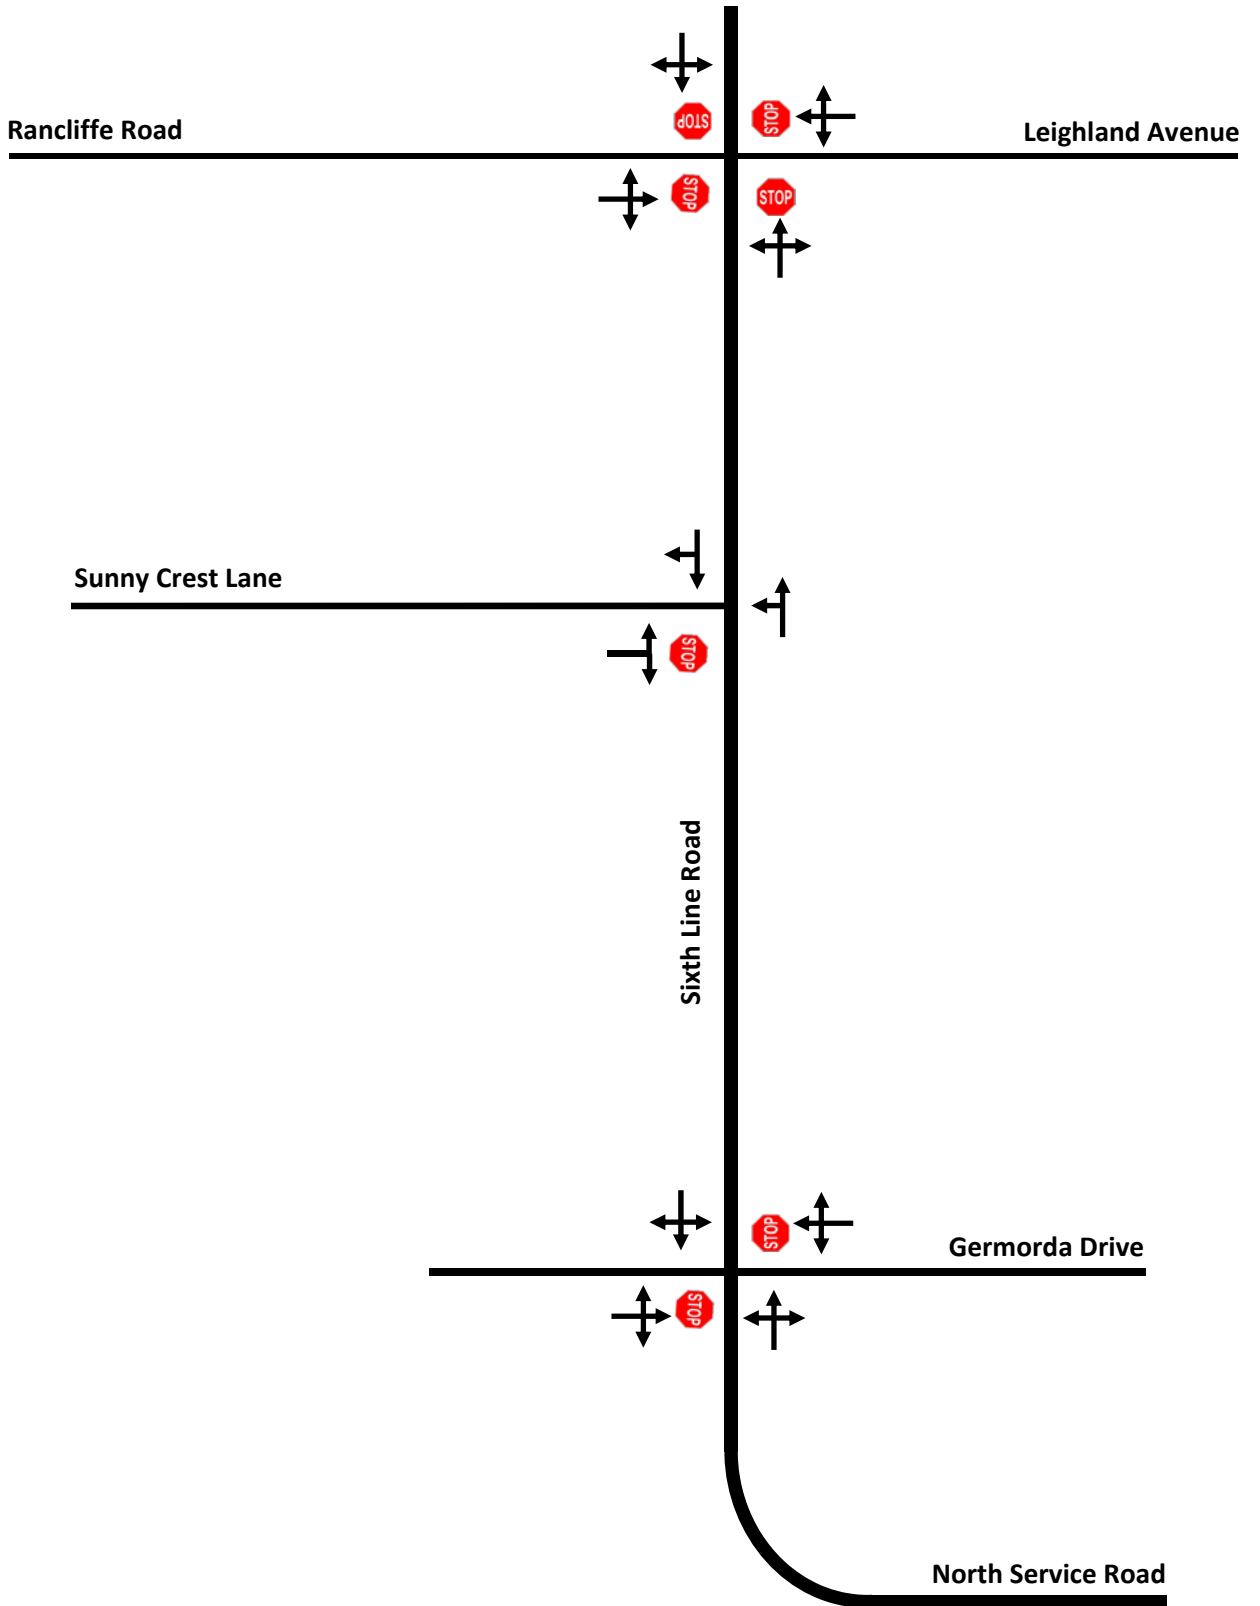 Rancliffe Road
STOP
STOP
Leighland Avenue
STOP
STOP
Sunny Crest Lane
STOP
Sixth Line Road
STOP
Germorda Drive
STOP
North Service Road